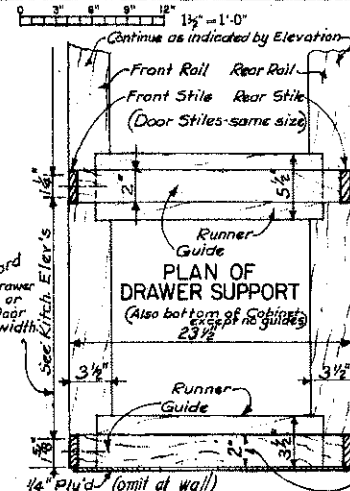 0 3" 6" 9" 12" 1½" = 1'-0"
Continue as indicated by Elevation
Front Rail Rear Rail
Front Stile Rear Stile
(Door Stiles-same size)
2"
5½"
Runner
Guide
PLAN OF
DRAWER SUPPORT
(Also bottom of Cabinet
except no guides)
23½"
See Kitch. Elev's
or
width
3½" 3½"
Runner
Guide
2"
3½"
¼" Ply'd (omit at wall)